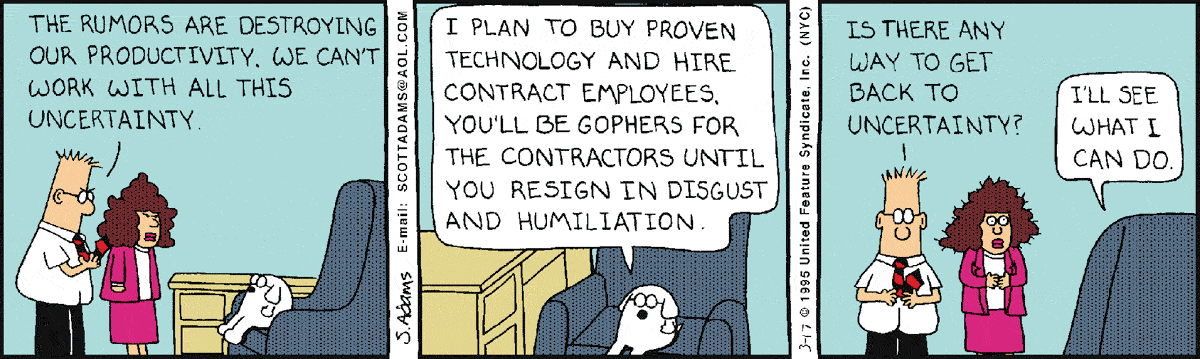 THE RUMORS ARE DESTROYING
OUR PRODUCTIVITY. WE CAN'T
WORK WITH ALL THIS
UNCERTAINTY.
S.Adams E-mail: SCOTTADAMS@AOL.COM
I PLAN TO BUY PROVEN
TECHNOLOGY AND HIRE
CONTRACT EMPLOYEES.
YOU'LL BE GOPHERS FOR
THE CONTRACTORS UNTIL
YOU RESIGN IN DISGUST
AND HUMILIATION.
3-17 © 1995 United Feature Syndicate, Inc. (NYC)
IS THERE ANY
WAY TO GET
BACK TO
UNCERTAINTY?
I'LL SEE
WHAT I
CAN DO.